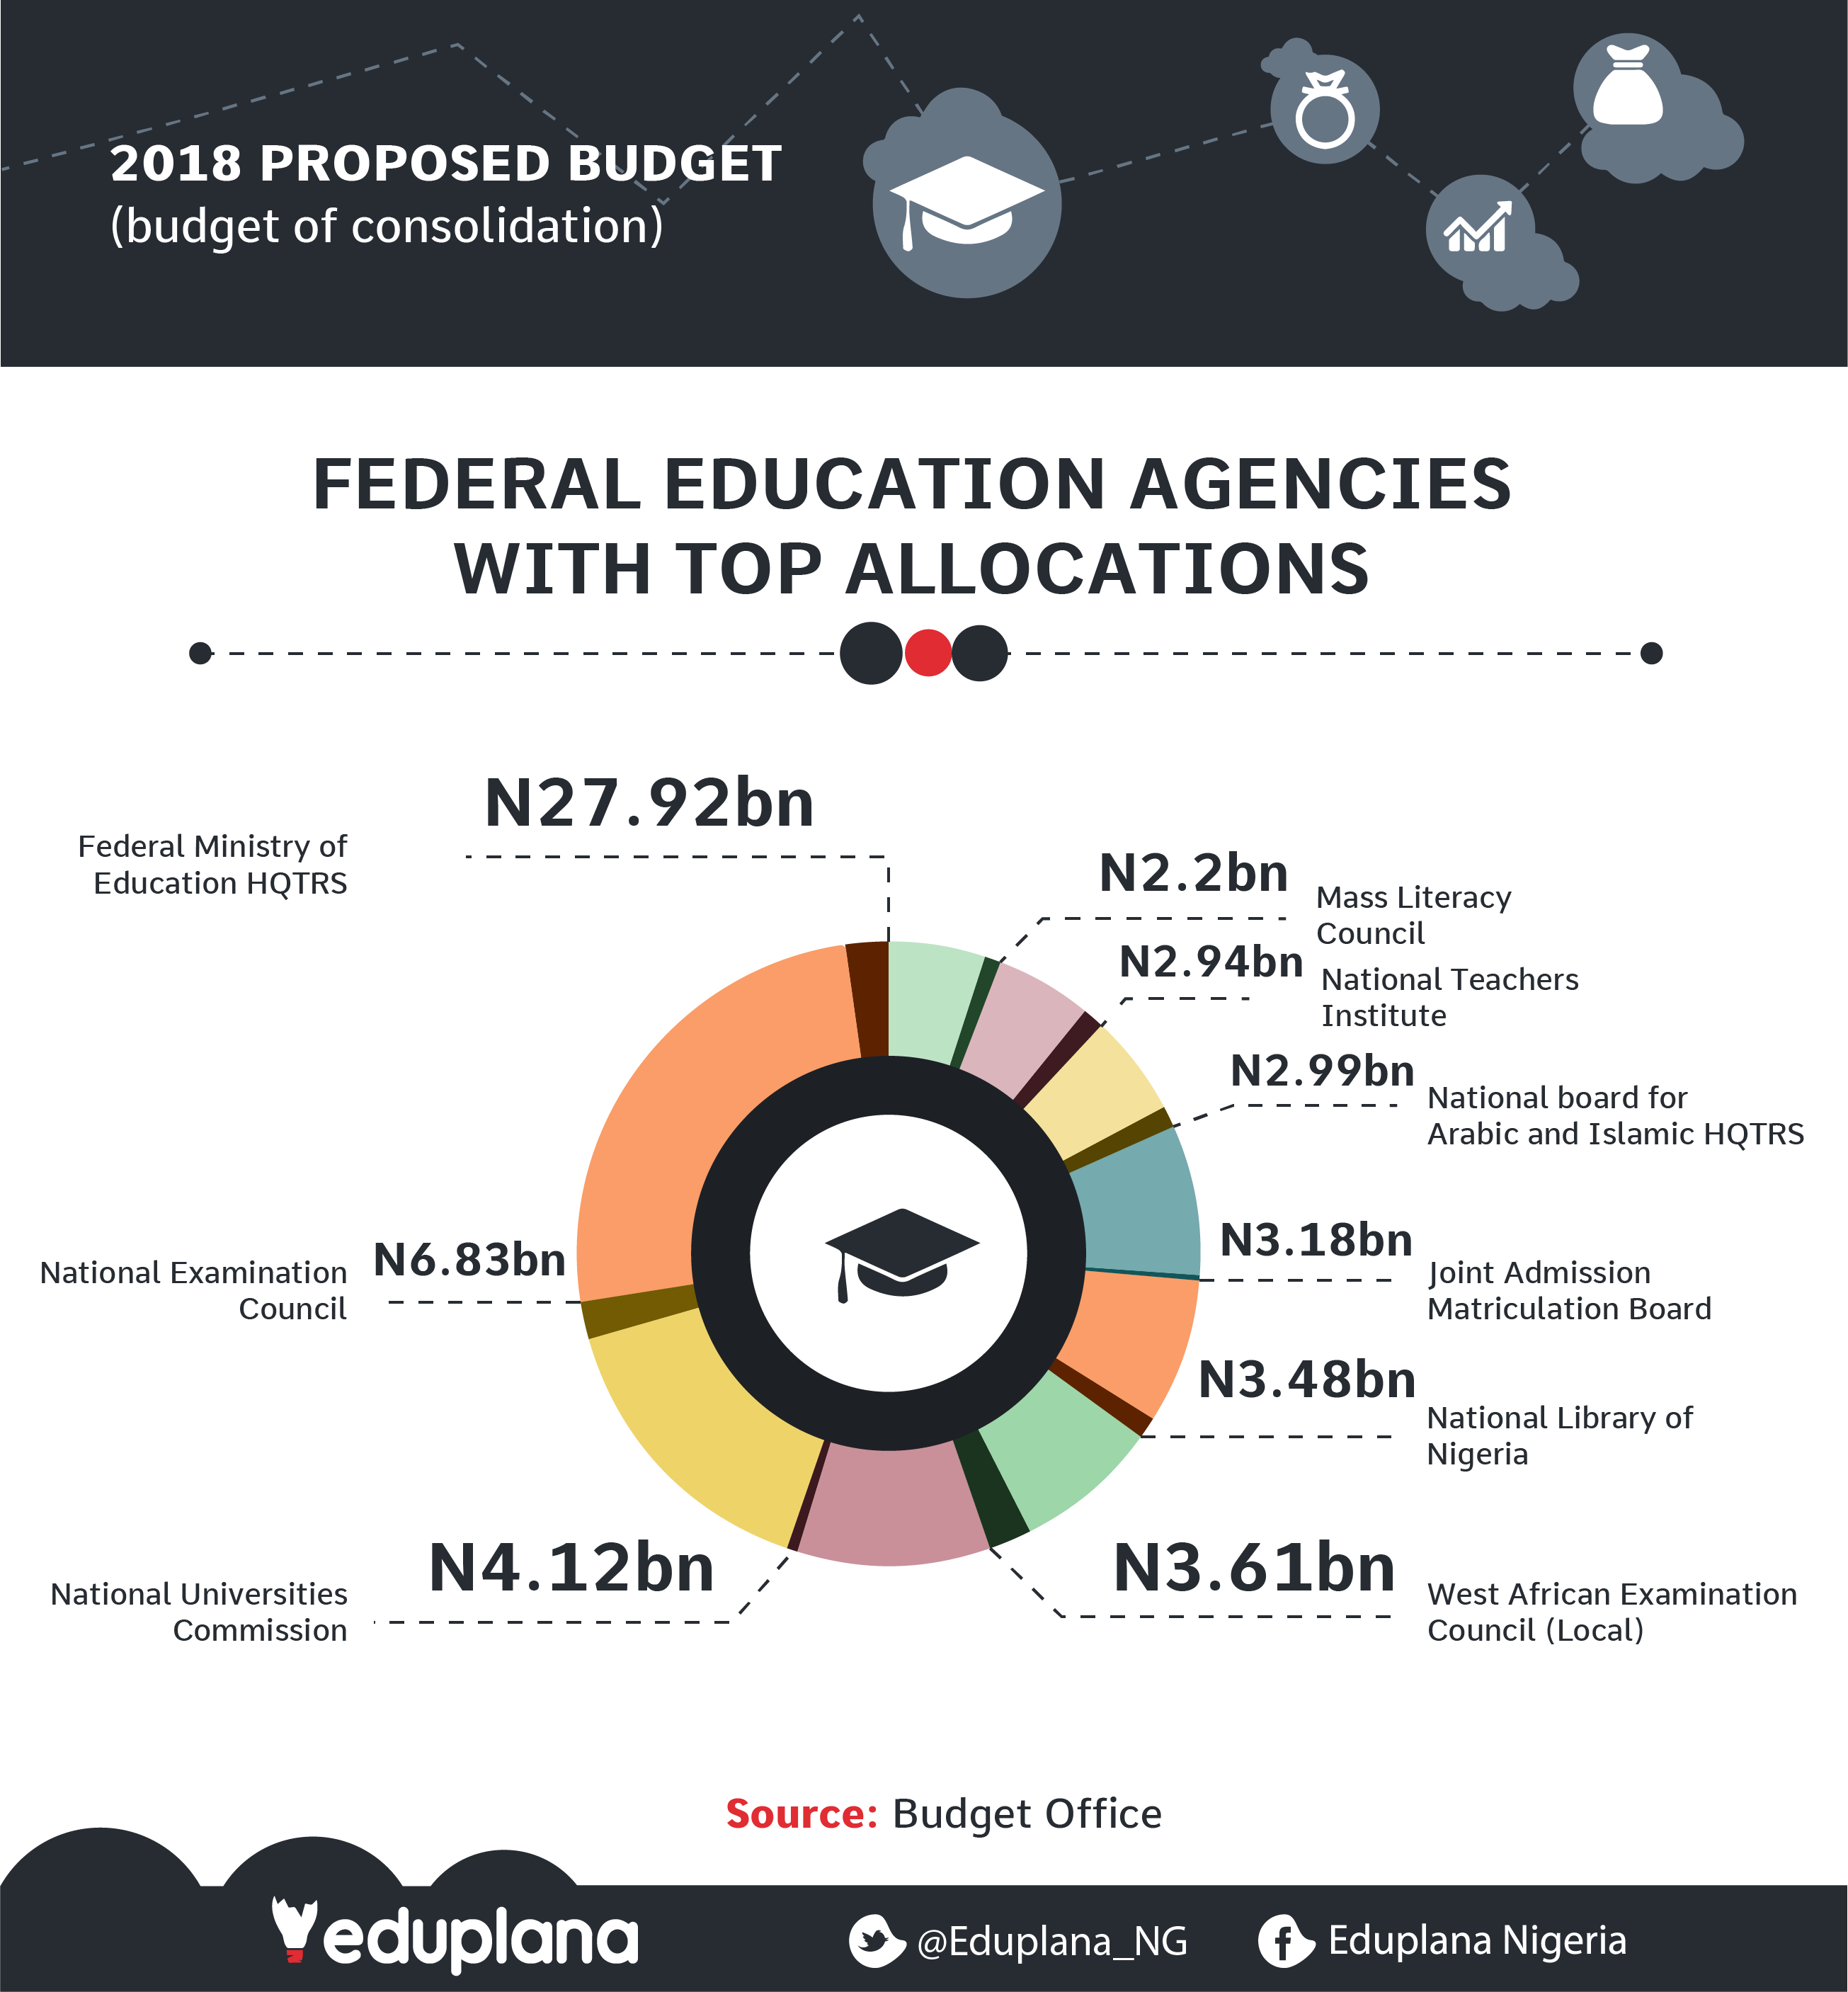 2018 PROPOSED BUDGET
(budget of consolidation)
FEDERAL EDUCATION AGENCIES
WITH TOP ALLOCATIONS
N27.92bn
Federal Ministry of
Education HQTRS
N2.2bn
Mass Literacy
Council
N2.94bn
National Teachers
Institute
N2.99bn
National board for
Arabic and Islamic HQTRS
N3.18bn
Joint Admission
Matriculation Board
N3.48bn
National Library of
Nigeria
N3.61bn
West African Examination
Council (Local)
N4.12bn
National Universities
Commission
N6.83bn
National Examination
Council
Source: Budget Office
eduplana
@Eduplana_NG
Eduplana Nigeria